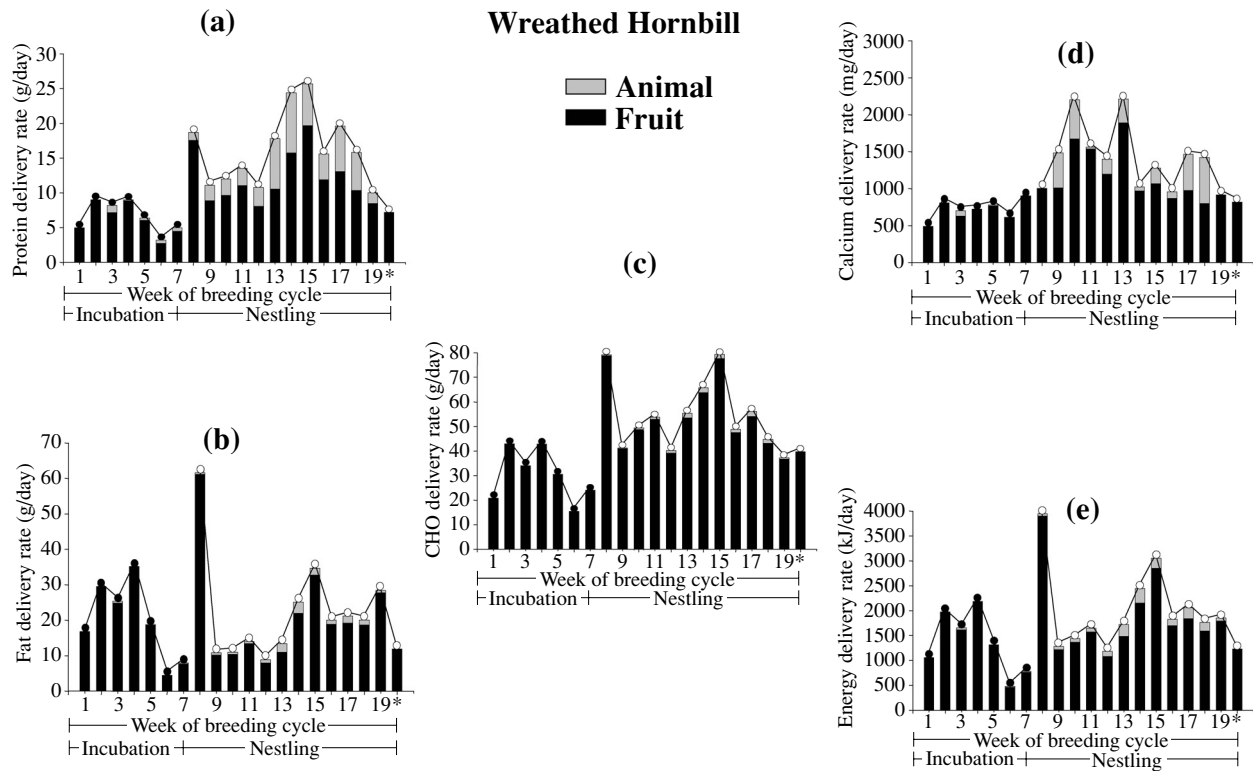 Wreathed Hornbill
Animal
Fruit
(a)
Protein delivery rate (g/day)
30
25
20
15
10
5
0
1 3 5 7 9 11 13 15 17 19*
Week of breeding cycle
Incubation Nestling
(b)
Fat delivery rate (g/day)
70
60
50
40
30
20
10
0
1 3 5 7 9 11 13 15 17 19*
Week of breeding cycle
Incubation Nestling
(c)
CHO delivery rate (g/day)
80
70
60
50
40
30
20
10
0
1 3 5 7 9 11 13 15 17 19*
Week of breeding cycle
Incubation Nestling
(d)
Calcium delivery rate (mg/day)
3000
2500
2000
1500
1000
500
0
1 3 5 7 9 11 13 15 17 19*
Week of breeding cycle
Incubation Nestling
(e)
Energy delivery rate (kJ/day)
4000
3500
3000
2500
2000
1500
1000
500
0
1 3 5 7 9 11 13 15 17 19*
Week of breeding cycle
Incubation Nestling